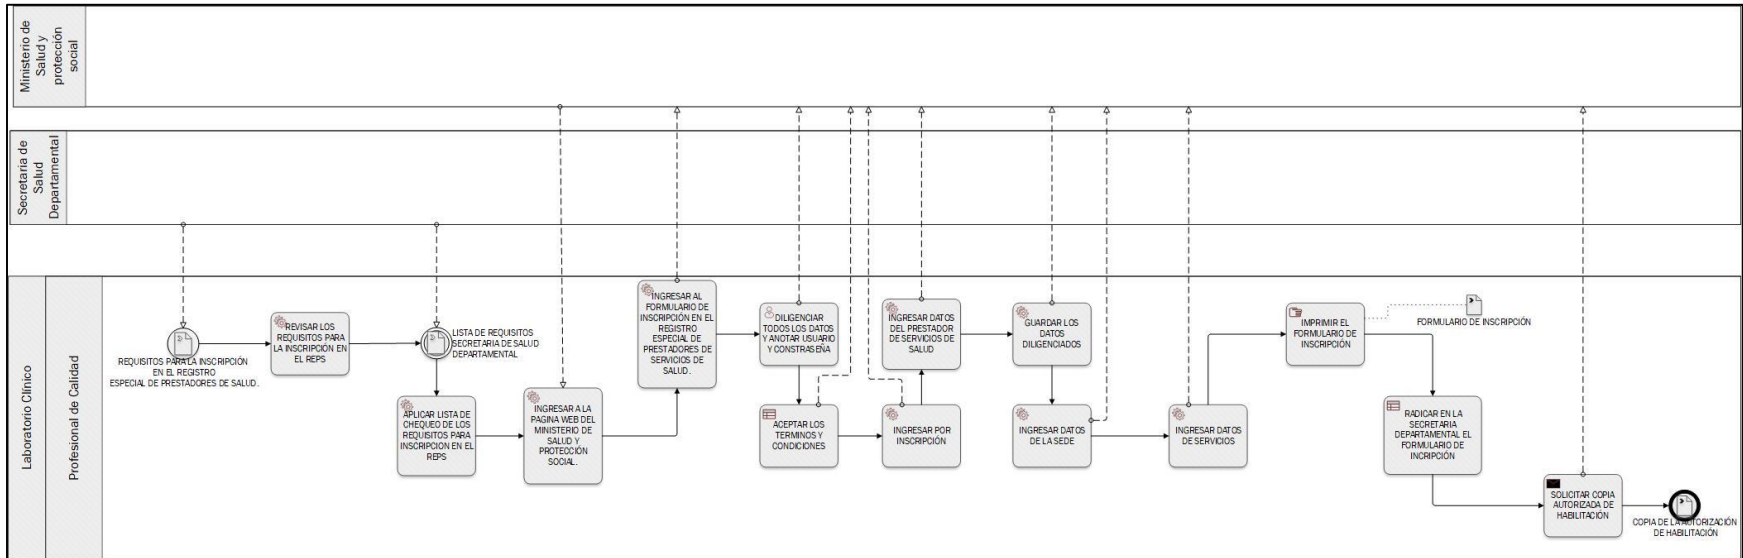 Ministerio de
Salud y
protección
social
Secretaria de
Salud
Departamental
Laboratorio Clínico
Profesional de Calidad
REQUISITOS PARA LA INSCRIPCIÓN
EN EL REGISTRO
ESPECIAL DE PRESTADORES DE SALUD.
REVISAR LOS
REQUISITOS PARA
LA INSCRIPCIÓN EN
EL REPS
LISTA DE REQUISITOS
SECRETARIA DE SALUD
DEPARTAMENTAL
APLICAR LISTA DE
CHEQUEO DE LOS
REQUISITOS PARA
INSCRIPCION EN EL
REPS
INGRESAR A LA
PAGINA WEB DEL
MINISTERIO DE
SALUD Y
PROTECCIÓN
SOCIAL.
INGRESAR AL
FORMULARIO DE
INSCRIPCIÓN EN EL
REGISTRO
ESPECIAL DE
PRESTADORES DE
SERVICIOS DE
SALUD.
DILIGENCIAR
TODOS LOS DATOS
Y ANOTAR USUARIO
Y CONSTRASEÑA
ACEPTAR LOS
TERMINOS Y
CONDICIONES
INGRESAR POR
INSCRIPCIÓN
INGRESAR DATOS
DEL PRESTADOR
DE SERVICIOS DE
SALUD
GUARDAR LOS
DATOS
DILIGENCIADOS
INGRESAR DATOS
DE LA SEDE
INGRESAR DATOS
DE SERVICIOS
IMPRIMIR EL
FORMULARIO DE
INSCRIPCIÓN
FORMULARIO DE INSCRIPCIÓN
RADICAR EN LA
SECRETARIA
DEPARTAMENTAL EL
FORMULARIO DE
INCRIPCIÓN
SOLICITAR COPIA
AUTORIZADA DE
HABILITACIÓN
COPIA DE LA AUTORIZACIÓN
DE HABILITACIÓN